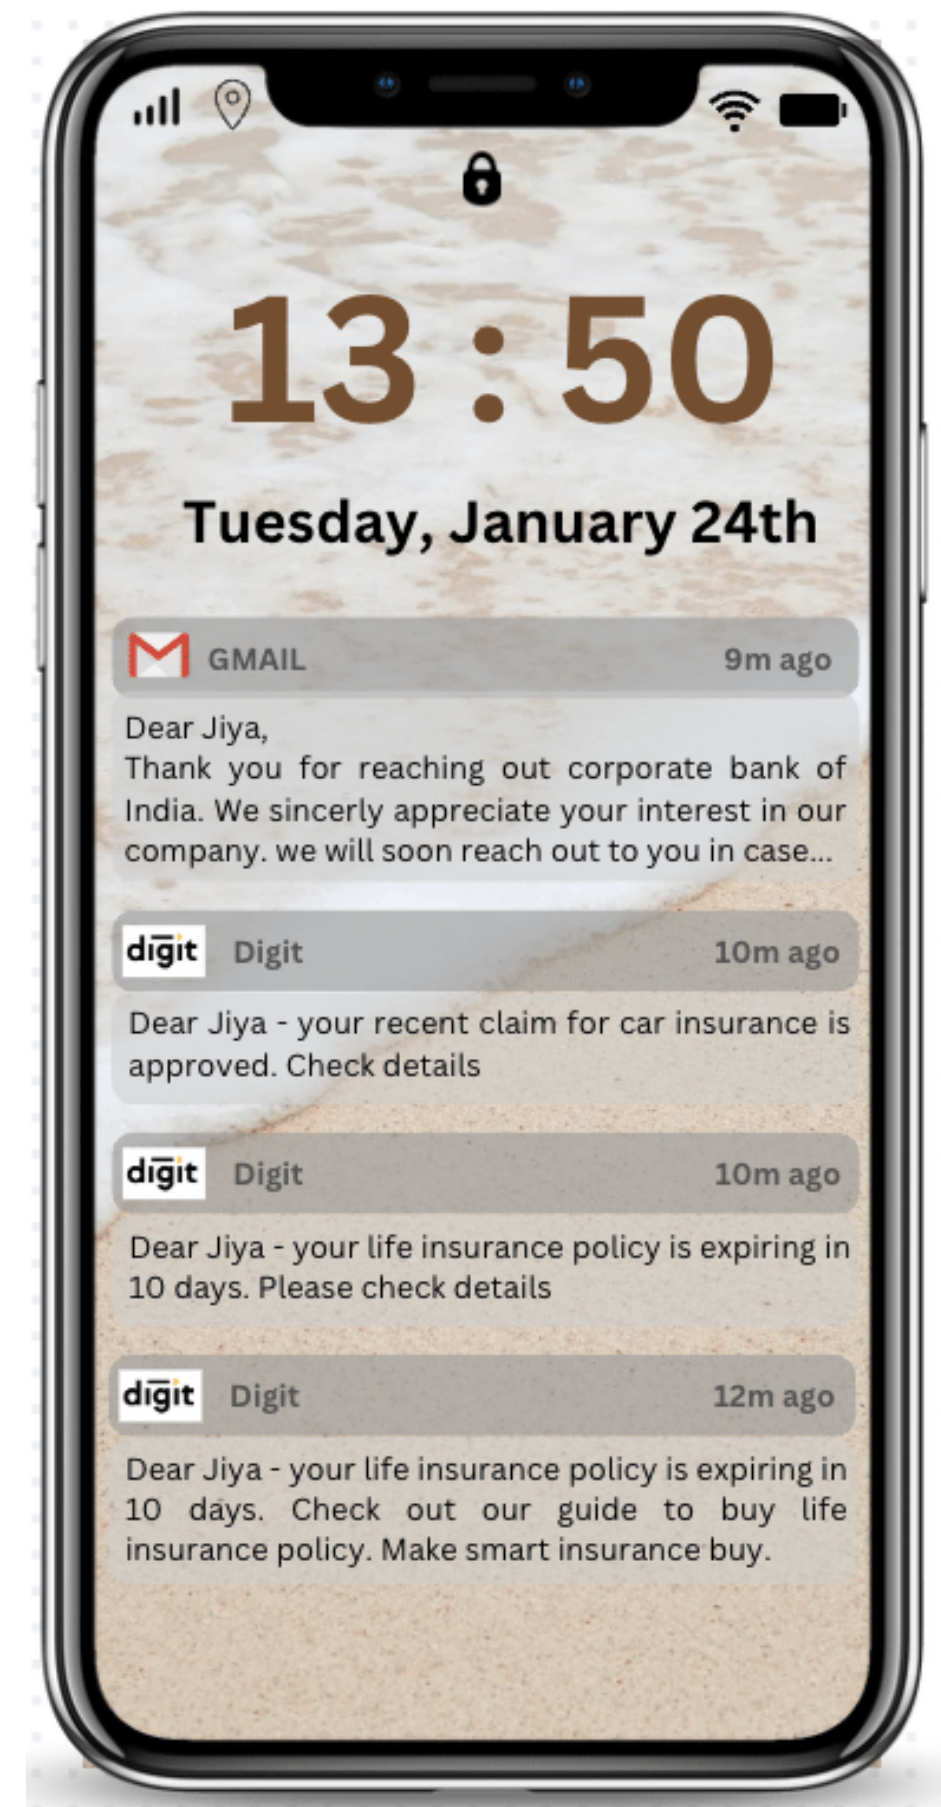 13 : 50
Tuesday, January 24th
GMAIL 9m ago
Dear Jiya,
Thank you for reaching out corporate bank of
India. We sincerly appreciate your interest in our
company. we will soon reach out to you in case...
digit Digit 10m ago
Dear Jiya - your recent claim for car insurance is
approved. Check details
digit Digit 10m ago
Dear Jiya - your life insurance policy is expiring in
10 days. Please check details
digit Digit 12m ago
Dear Jiya - your life insurance policy is expiring in
10 days. Check out our guide to buy life
insurance policy. Make smart insurance buy.